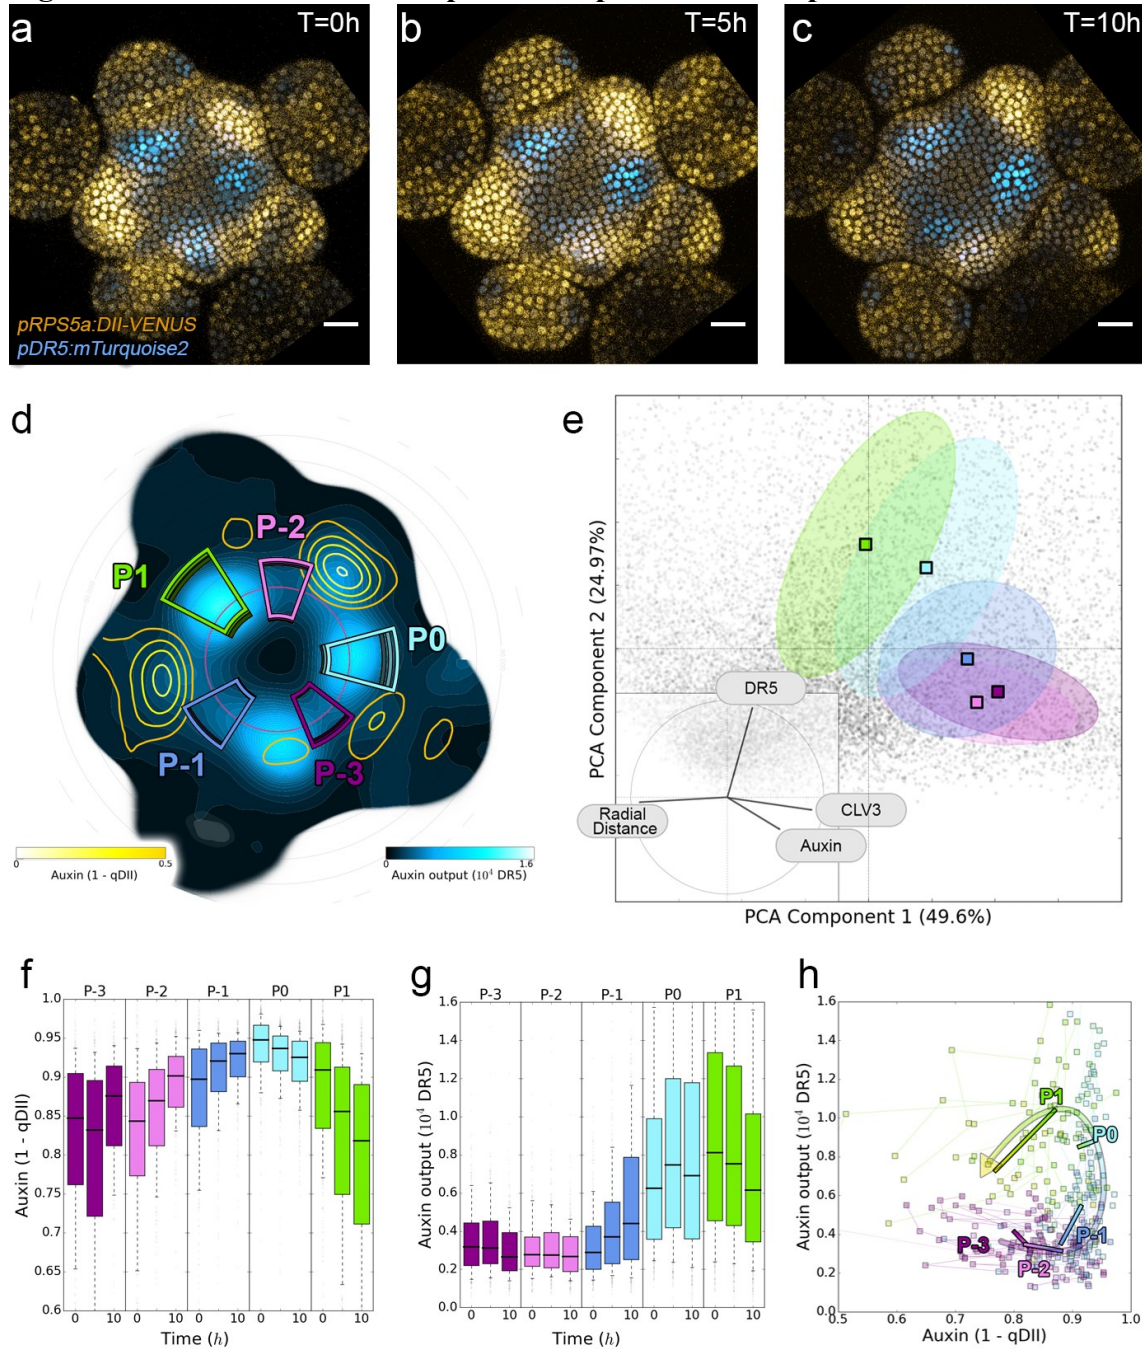 a
T=0h
b
T=5h
c
T=10h
pRPS5a:DII-VENUS
pDR5:mTurquoise2
d
P-2
P1
P0
P-1
P-3
0
0.5
Auxin (1 - qDII)
0
1.6
Auxin output (10⁴ DR5)
e
PCA Component 2 (24.97%)
DR5
Radial
Distance
CLV3
Auxin
PCA Component 1 (49.6%)
f
P-3 P-2 P-1 P0 P1
Auxin (1 - qDII)
1.0
0.95
0.9
0.85
0.8
0.75
0.7
0.65
0.6
0 10 0 10 0 10 0 10 0 10
Time (h)
g
P-3 P-2 P-1 P0 P1
Auxin output (10⁴ DR5)
1.6
1.4
1.2
1.0
0.8
0.6
0.4
0.2
0.0
0 10 0 10 0 10 0 10 0 10
Time (h)
h
Auxin output (10⁴ DR5)
1.6
1.4
1.2
1.0
0.8
0.6
0.4
0.2
0.0
P1
P0
P-1
P-3
P-2
0.5 0.6 0.7 0.8 0.9 1.0
Auxin (1 - qDII)